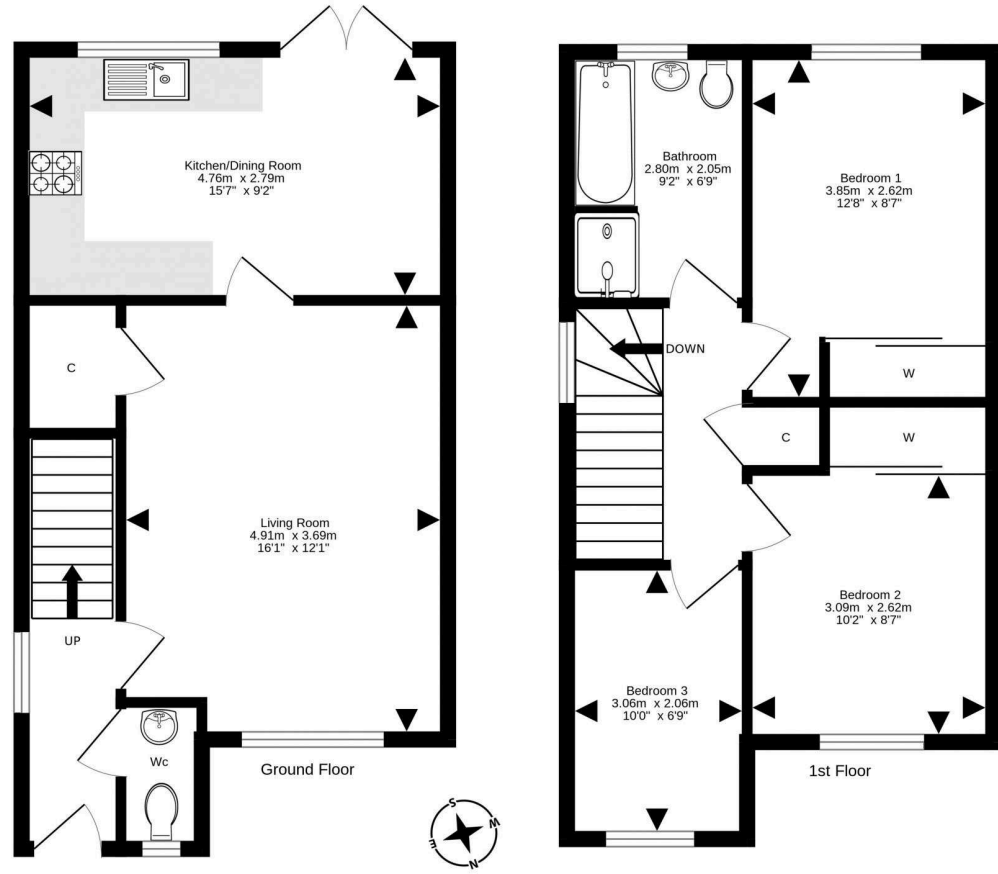 Kitchen/Dining Room
4.76m x 2.79m
15'7" x 9'2"
C
Living Room
4.91m x 3.69m
16'1" x 12'1"
UP
Wc
Ground Floor
S
W
E
N
Bathroom
2.80m x 2.05m
9'2" x 6'9"
Bedroom 1
3.85m x 2.62m
12'8" x 8'7"
DOWN
W
C
W
Bedroom 2
3.09m x 2.62m
10'2" x 8'7"
Bedroom 3
3.06m x 2.06m
10'0" x 6'9"
1st Floor